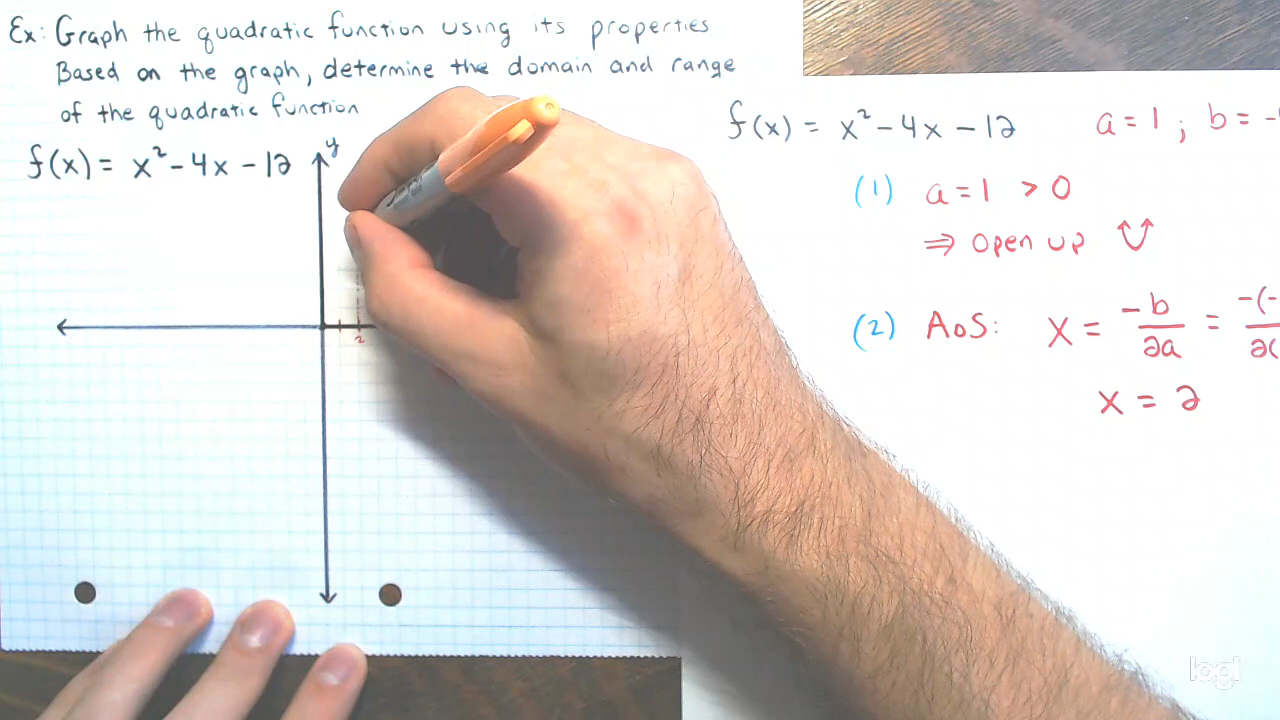 Ex: Graph the quadratic function using its properties
Based on the graph, determine the domain and range
of the quadratic function
f(x) = x² - 4x - 12
y
2
f(x) = x² - 4x - 12 a = 1 ; b = -
(1) a = 1 > 0
⇒ Open up
(2) AoS: x = -b/2a = -(-/2(
x = 2
logi